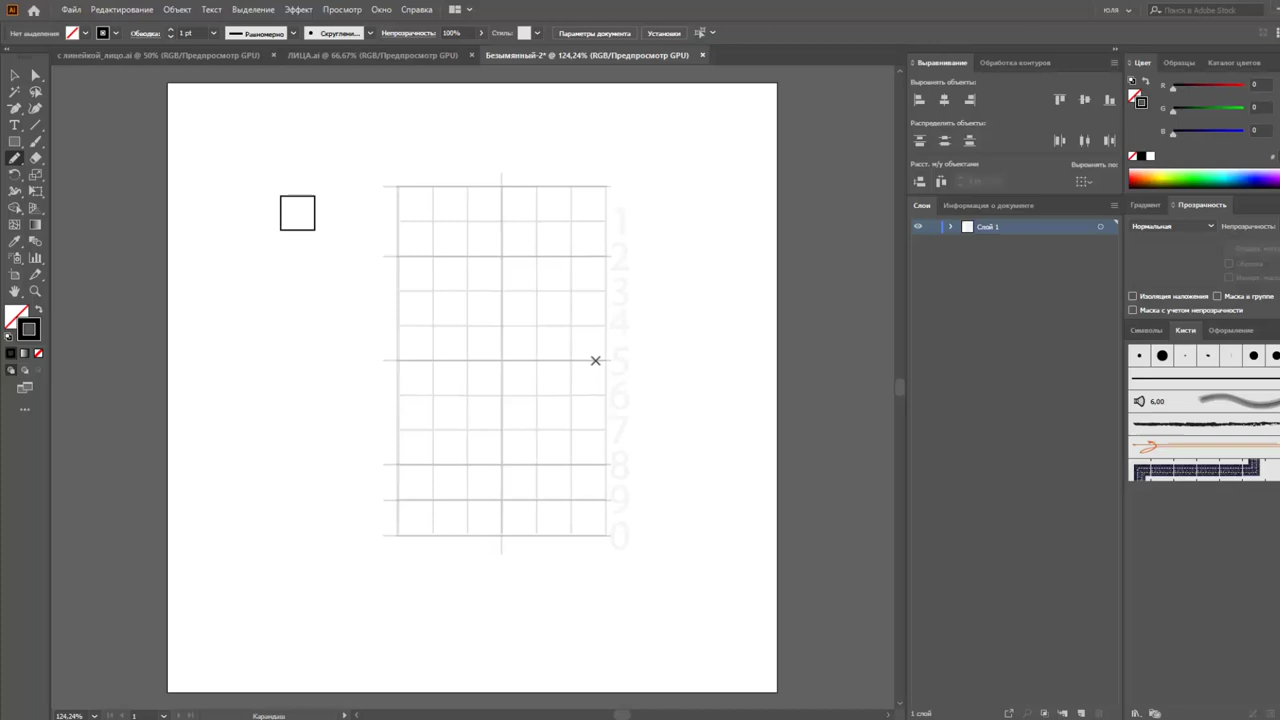 Ai Файл Редактирование Объект Текст Выделение Эффект Просмотр Окно Справка ЮЛЯ Поиск в Adobe Stock
Нет выделения Обводка: 1 pt Равномерно Скруглени... Непрозрачность: 100% Стиль: Параметры документа Установки
с линейкой_лицо.ai @ 50% (RGB/Предпросмотр GPU) × ЛИЦА.ai @ 66,67% (RGB/Предпросмотр GPU) × Безымянный-2* @ 124,24% (RGB/Предпросмотр GPU) ×
Выравнивание Обработка контуров
Выровнять объекты:
Распределить объекты:
Расст. м/у объектами Выровнять по:
Слои Информация о документе
Слой 1
1 слой
Цвет Образцы Каталог цветов
R 0
G 0
B 0
Градиент Прозрачность
Нормальная Непрозрачность:
Изоляция наложения Маска в группе
Маска с учетом непрозрачности
Символы Кисти Оформление
6,00
1
2
3
4
5
6
7
8
9
0
124,24% 1 Карандаш